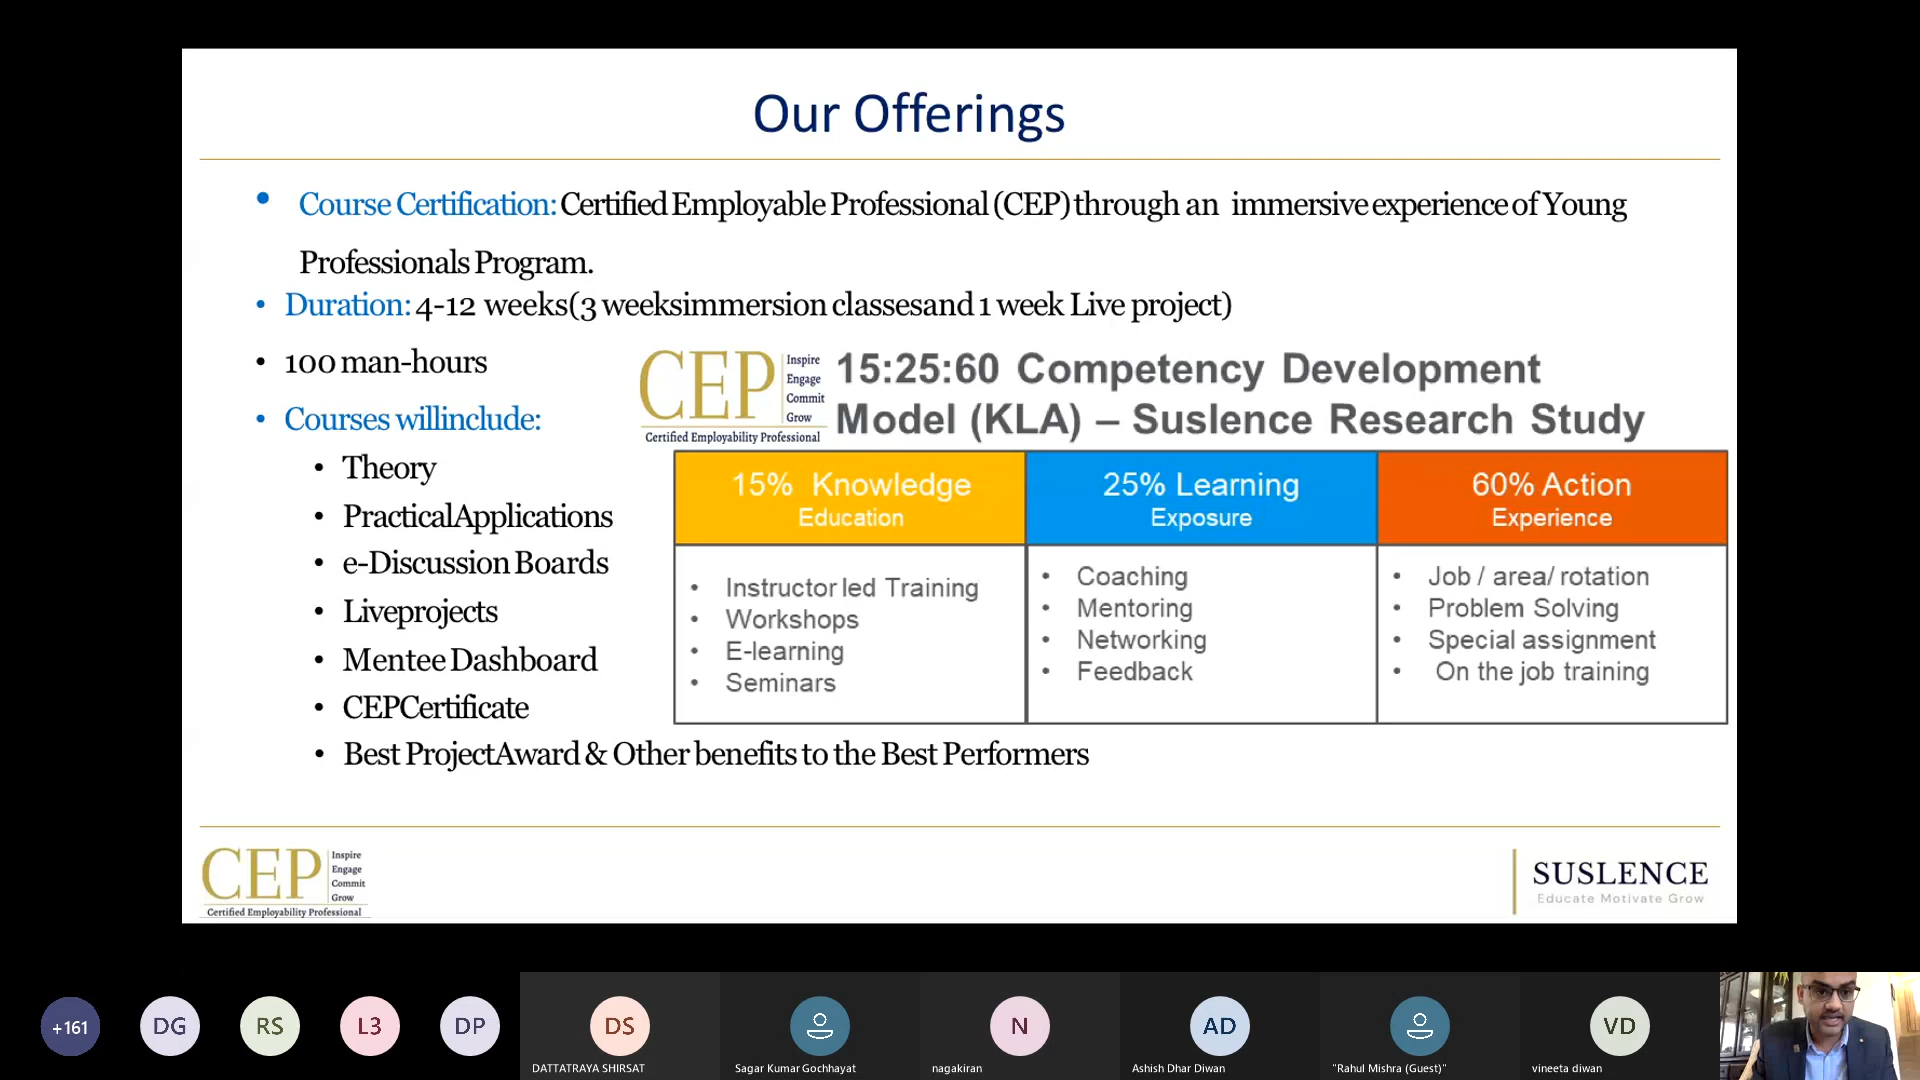 Our Offerings
• Course Certification: Certified Employable Professional (CEP) through an immersive experience of Young
Professionals Program.
• Duration: 4-12 weeks(3 weeksimmersion classesand 1 week Live project)
• 100 man-hours
• Courses willinclude:
• Theory
• PracticalApplications
• e-Discussion Boards
• Liveprojects
• Mentee Dashboard
• CEPCertificate
• Best ProjectAward & Other benefits to the Best Performers
CEP
Inspire
Engage
Commit
Grow
Certified Employability Professional
15:25:60 Competency Development
Model (KLA) – Suslence Research Study
15% Knowledge
Education
• Instructor led Training
• Workshops
• E-learning
• Seminars
25% Learning
Exposure
• Coaching
• Mentoring
• Networking
• Feedback
60% Action
Experience
• Job / area/ rotation
• Problem Solving
• Special assignment
• On the job training
CEP
Inspire
Engage
Commit
Grow
Certified Employability Professional
SUSLENCE
Educate Motivate Grow
+161
DG
RS
L3
DP
DS
DATTATRAYA SHIRSAT
Sagar Kumar Gochhayat
N
nagakiran
AD
Ashish Dhar Diwan
"Rahul Mishra (Guest)"
VD
vineeta diwan